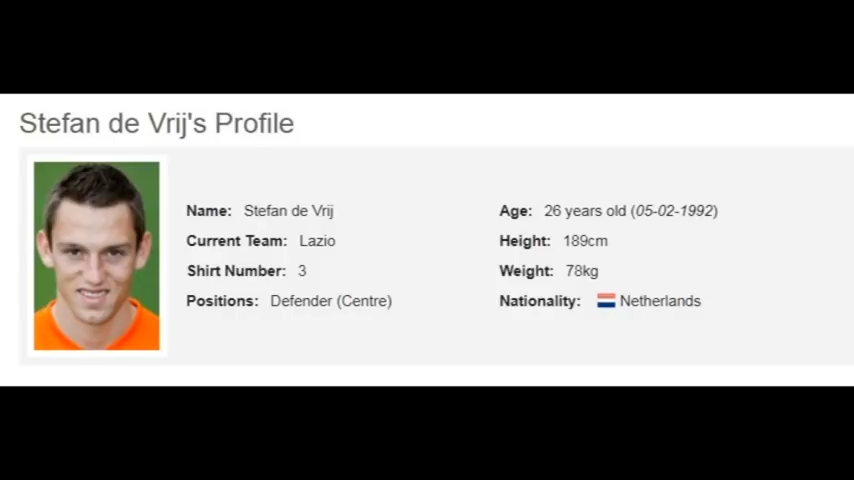 Stefan de Vrij's Profile
Name: Stefan de Vrij
Current Team: Lazio
Shirt Number: 3
Positions: Defender (Centre)
Age: 26 years old (05-02-1992)
Height: 189cm
Weight: 78kg
Nationality: Netherlands